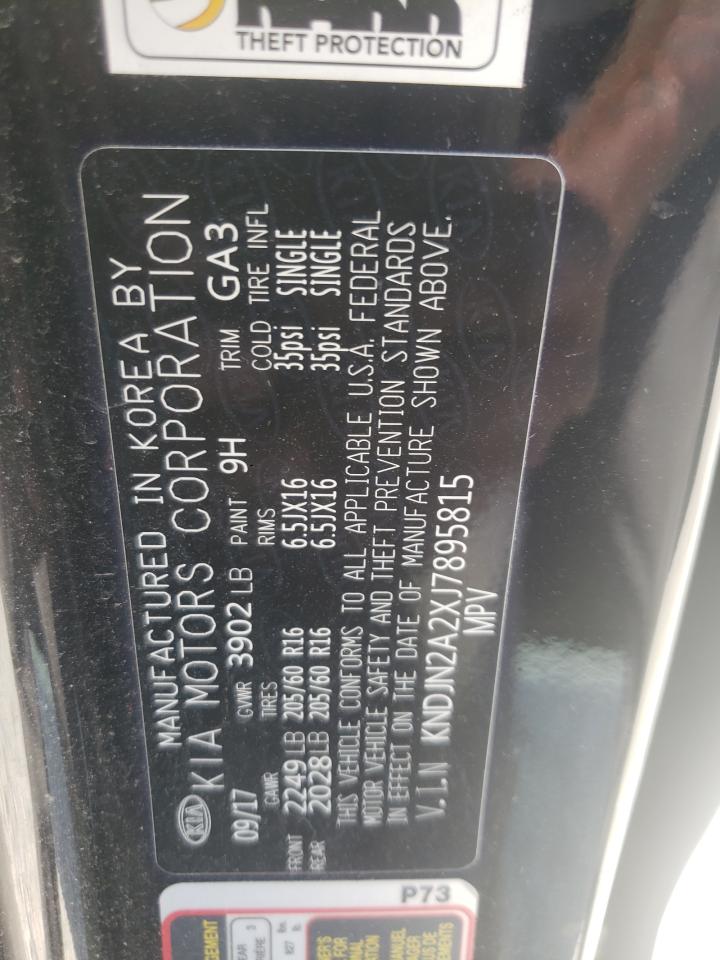 THEFT PROTECTION
MANUFACTURED IN KOREA BY
KIA KIA MOTORS CORPORATION
09/17 GVWR 3902 LB PAINT 9H TRIM GA3
GAWR TIRES RIMS COLD TIRE INFL
FRONT 2249 LB 205/60 R16 6.5JX16 35psi SINGLE
REAR 2028 LB 205/60 R16 6.5JX16 35psi SINGLE
THIS VEHICLE CONFORMS TO ALL APPLICABLE U.S.A. FEDERAL
MOTOR VEHICLE SAFETY AND THEFT PREVENTION STANDARDS
IN EFFECT ON THE DATE OF MANUFACTURE SHOWN ABOVE.
V.I.N KNDJN2A2XJ7895815
MPV
P73